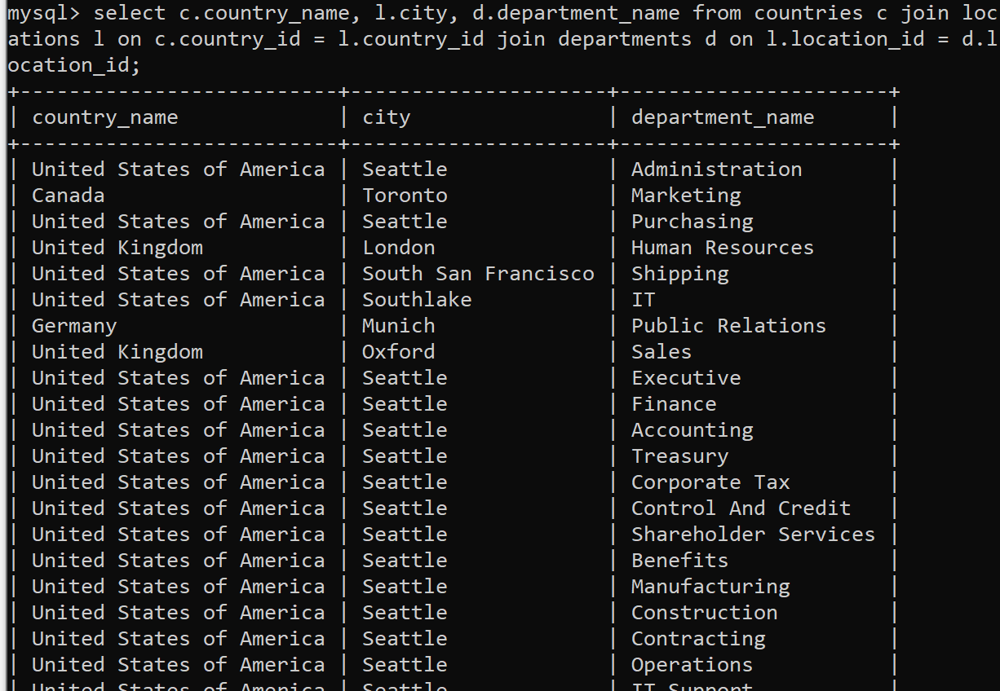 mysql> select c.country_name, l.city, d.department_name from countries c join loc
ations l on c.country_id = l.country_id join departments d on l.location_id = d.l
ocation_id;
+--------------------------+---------------------+----------------------+
| country_name             | city                | department_name      |
+--------------------------+---------------------+----------------------+
| United States of America | Seattle             | Administration       |
| Canada                   | Toronto             | Marketing            |
| United States of America | Seattle             | Purchasing           |
| United Kingdom           | London              | Human Resources      |
| United States of America | South San Francisco | Shipping             |
| United States of America | Southlake           | IT                   |
| Germany                  | Munich              | Public Relations     |
| United Kingdom           | Oxford              | Sales                |
| United States of America | Seattle             | Executive            |
| United States of America | Seattle             | Finance              |
| United States of America | Seattle             | Accounting           |
| United States of America | Seattle             | Treasury             |
| United States of America | Seattle             | Corporate Tax        |
| United States of America | Seattle             | Control And Credit   |
| United States of America | Seattle             | Shareholder Services |
| United States of America | Seattle             | Benefits             |
| United States of America | Seattle             | Manufacturing        |
| United States of America | Seattle             | Construction         |
| United States of America | Seattle             | Contracting          |
| United States of America | Seattle             | Operations           |
| United States of America | Seattle             | IT Support           |